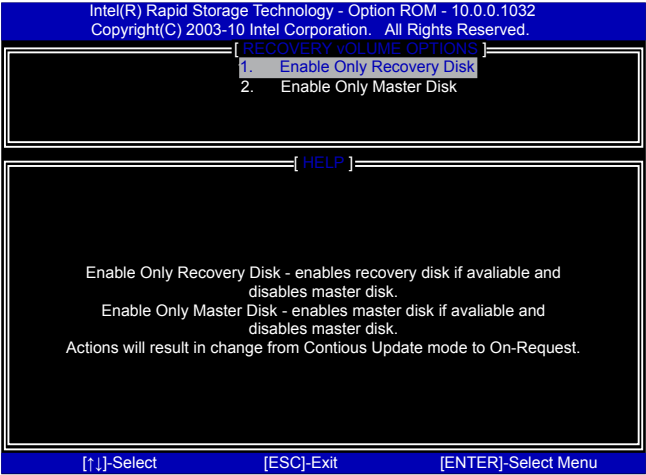 Intel(R) Rapid Storage Technology - Option ROM - 10.0.0.1032
Copyright(C) 2003-10 Intel Corporation.   All Rights Reserved.
[ RECOVERY vOLUME OPTIONS ]
1.   Enable Only Recovery Disk
2.   Enable Only Master Disk
[ HELP ]
Enable Only Recovery Disk - enables recovery disk if avaliable and
disables master disk.
Enable Only Master Disk - enables master disk if avaliable and
disables master disk.
Actions will result in change from Contious Update mode to On-Request.
[↑↓]-Select   [ESC]-Exit   [ENTER]-Select Menu